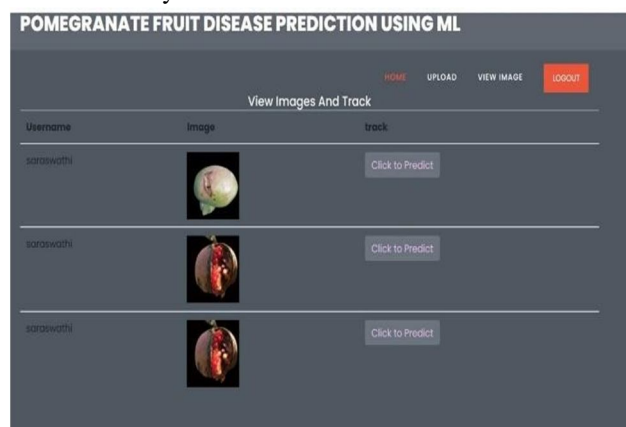 POMEGRANATE FRUIT DISEASE PREDICTION USING ML
HOME UPLOAD VIEW IMAGE LOGOUT
View Images And Track
Username Image track
saraswathi Click to Predict
saraswathi Click to Predict
saraswathi Click to Predict